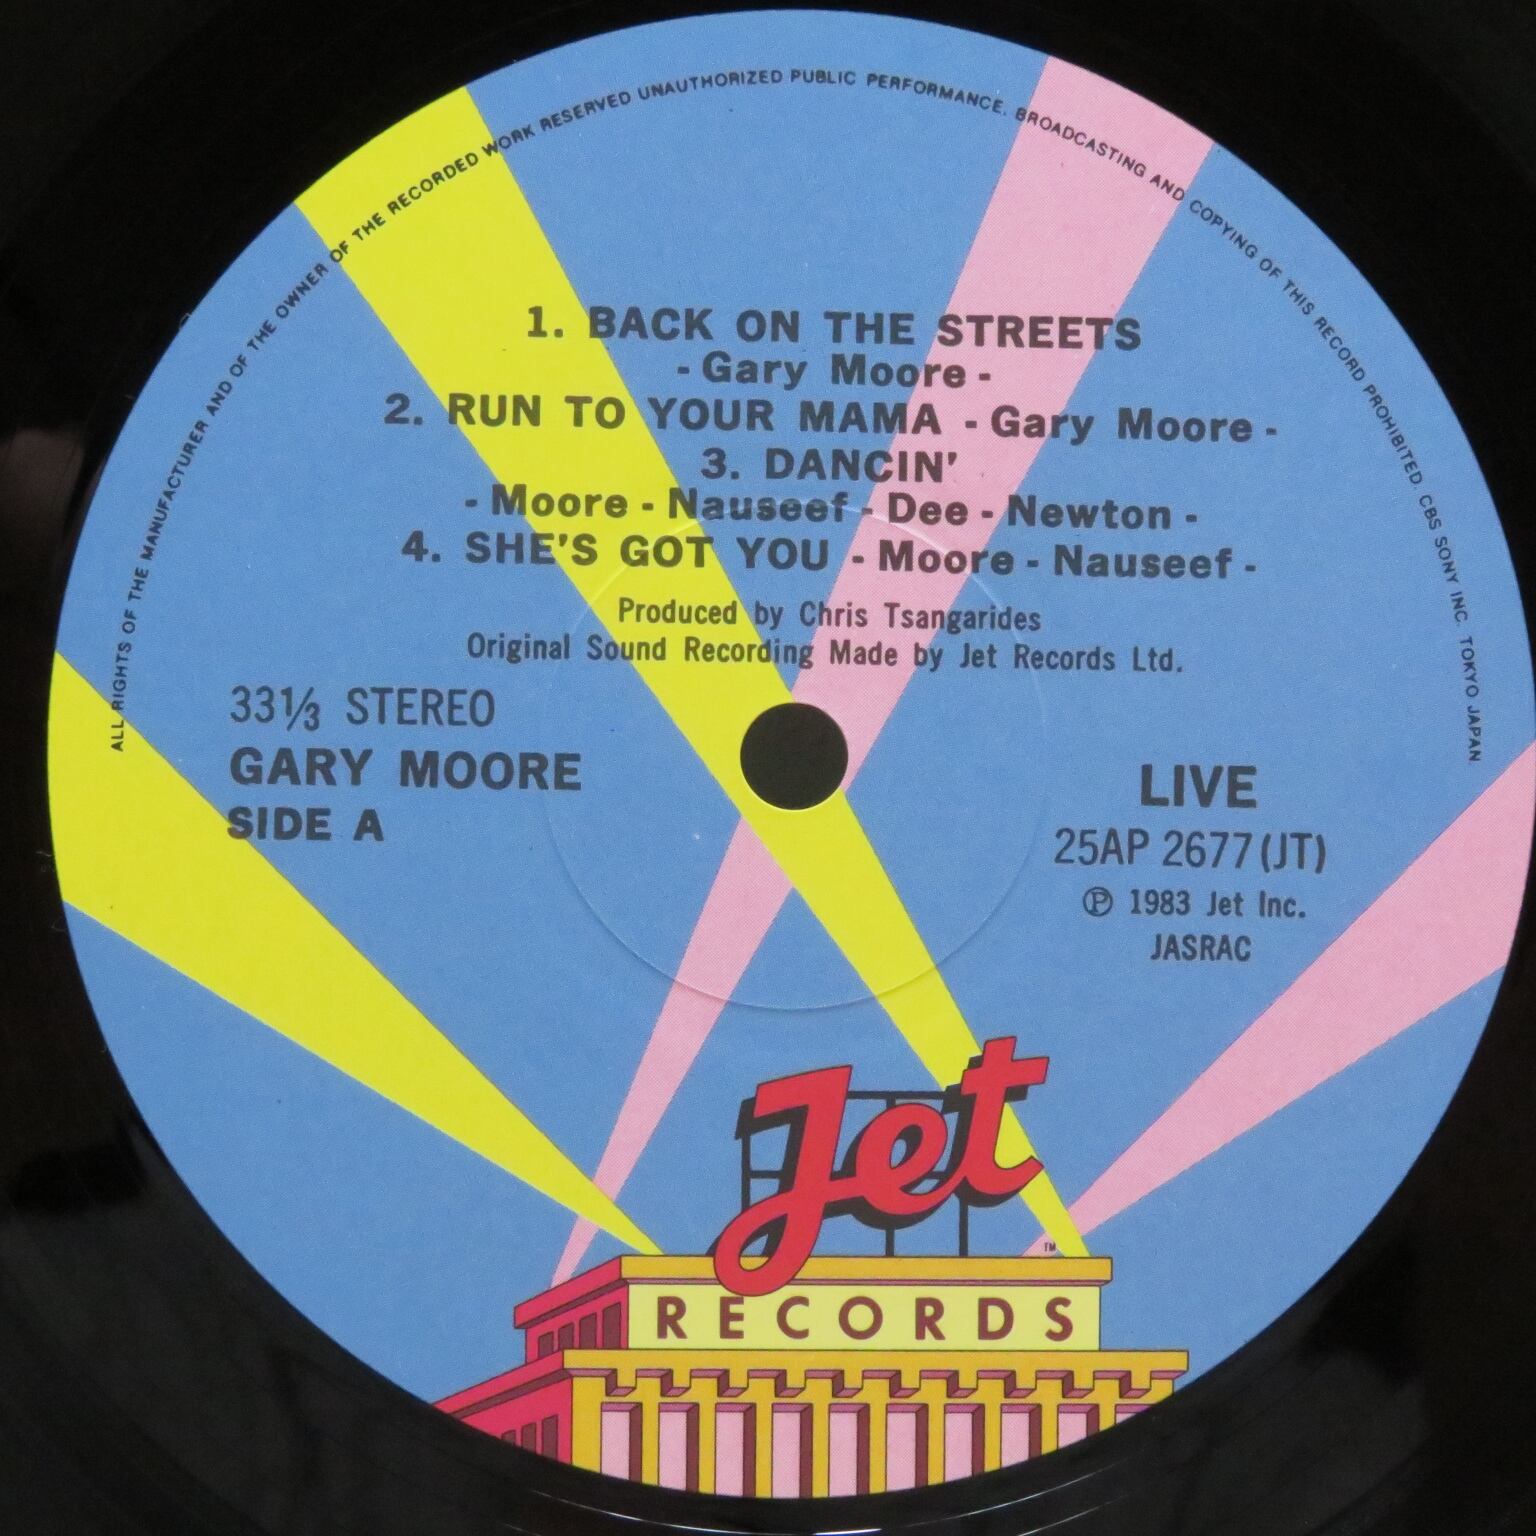 ALL RIGHTS OF THE MANUFACTURER AND OF THE OWNER OF THE RECORDED WORK RESERVED UNAUTHORIZED PUBLIC PERFORMANCE. BROADCASTING AND COPYING OF THIS RECORD PROHIBITED. CBS SONY INC. TOKYO JAPAN
1. BACK ON THE STREETS
- Gary Moore -
2. RUN TO YOUR MAMA - Gary Moore -
3. DANCIN'
- Moore - Nauseef - Dee - Newton -
4. SHE'S GOT YOU - Moore - Nauseef -
Produced by Chris Tsangarides
Original Sound Recording Made by Jet Records Ltd.
33⅓ STEREO
GARY MOORE
SIDE A
LIVE
25AP 2677(JT)
℗ 1983 Jet Inc.
JASRAC
Jet
TM
RECORDS